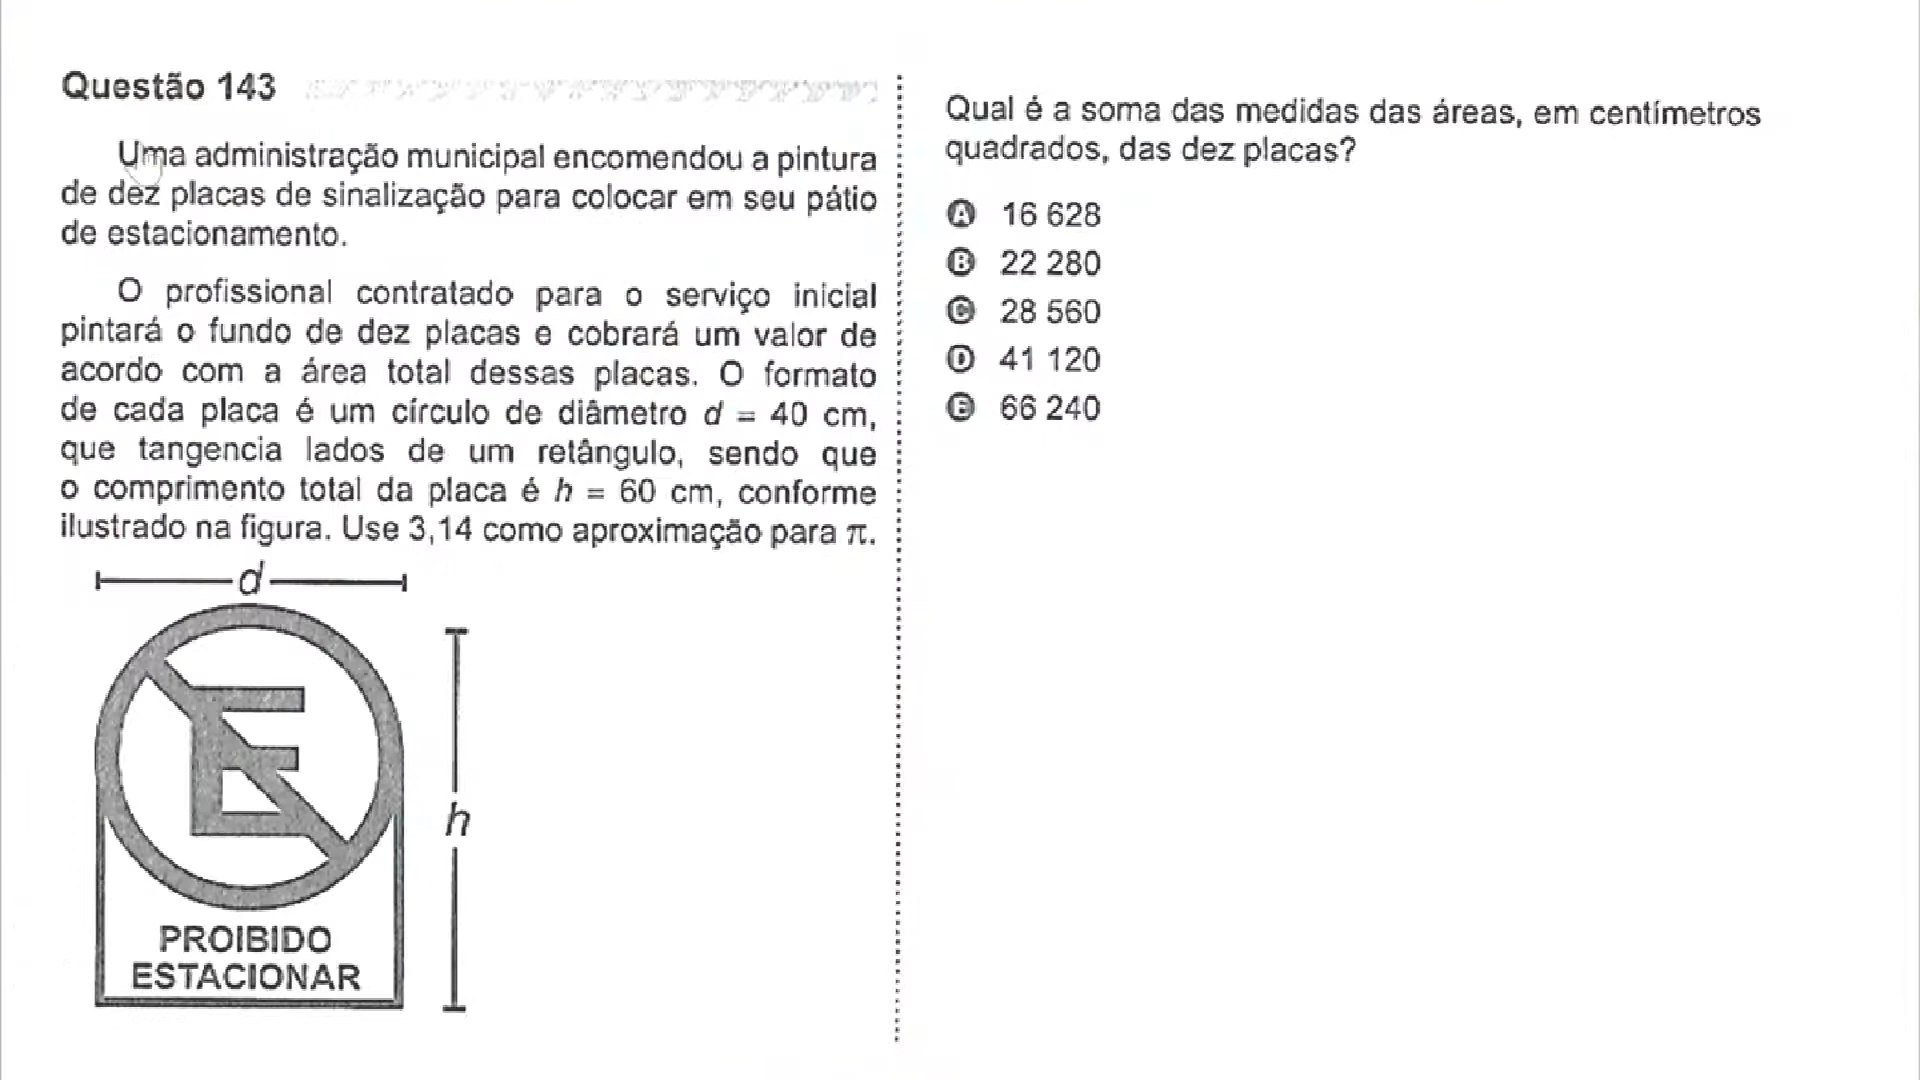 Questão 143
Uma administração municipal encomendou a pintura
de dez placas de sinalização para colocar em seu pátio
de estacionamento.
O profissional contratado para o serviço inicial
pintará o fundo de dez placas e cobrará um valor de
acordo com a área total dessas placas. O formato
de cada placa é um círculo de diâmetro d = 40 cm,
que tangencia lados de um retângulo, sendo que
o comprimento total da placa é h = 60 cm, conforme
ilustrado na figura. Use 3,14 como aproximação para π.
d
E
h
PROIBIDO
ESTACIONAR
Qual é a soma das medidas das áreas, em centímetros
quadrados, das dez placas?
A 16 628
B 22 280
C 28 560
D 41 120
E 66 240